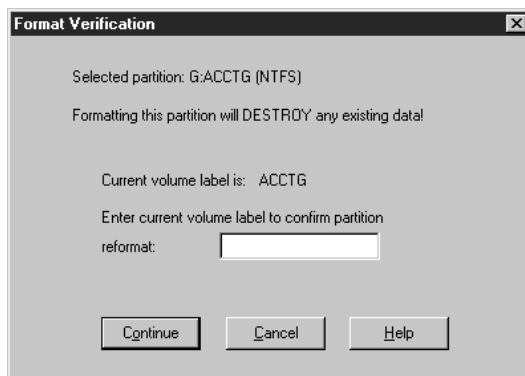 Format Verification
Selected partition: G:ACCTG (NTFS)
Formatting this partition will DESTROY any existing data!
Current volume label is: ACCTG
Enter current volume label to confirm partition
reformat:
Continue Cancel Help